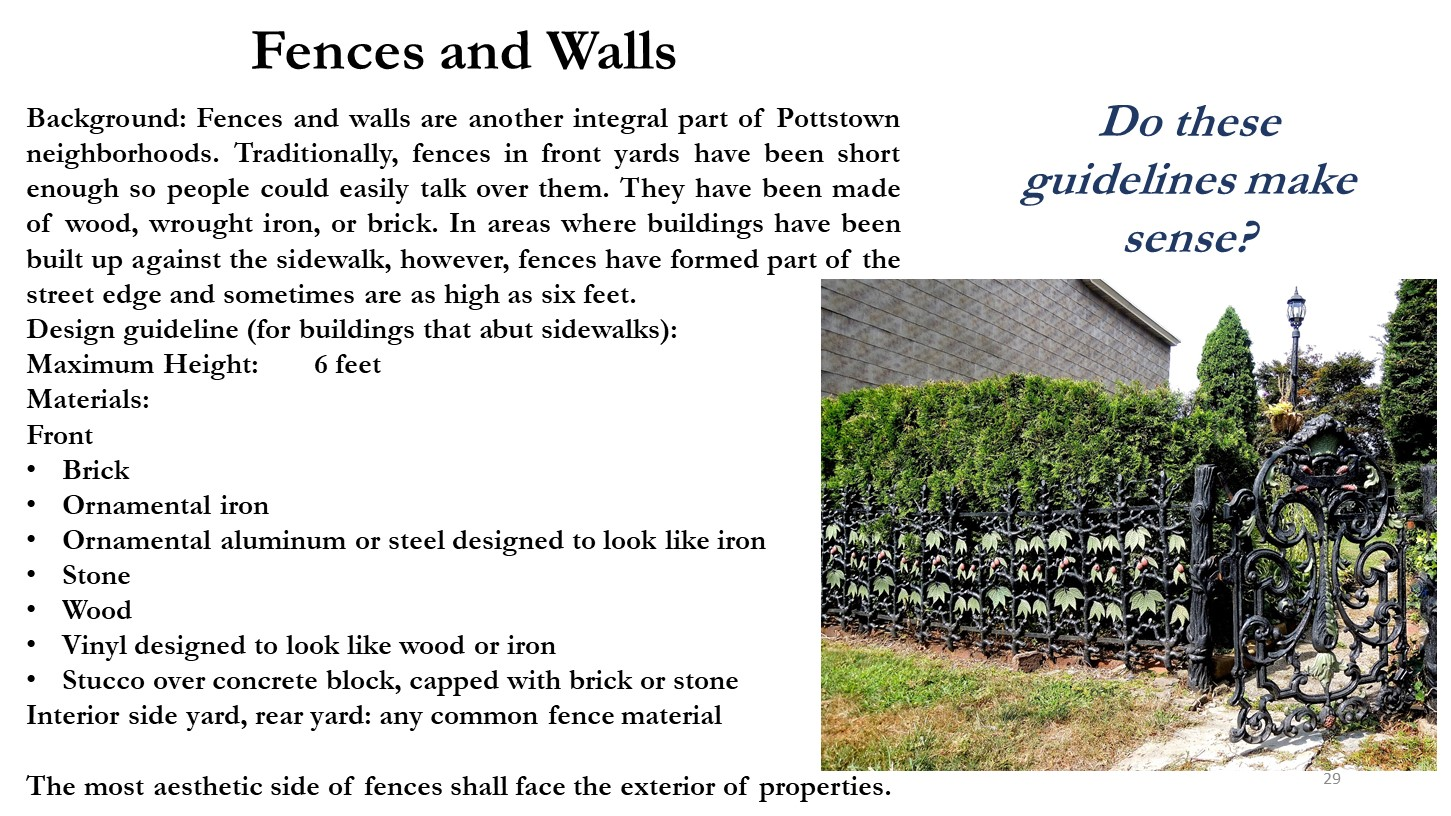 Fences and Walls
Background: Fences and walls are another integral part of Pottstown
neighborhoods. Traditionally, fences in front yards have been short
enough so people could easily talk over them. They have been made
of wood, wrought iron, or brick. In areas where buildings have been
built up against the sidewalk, however, fences have formed part of the
street edge and sometimes are as high as six feet.
Design guideline (for buildings that abut sidewalks):
Maximum Height: 6 feet
Materials:
Front
• Brick
• Ornamental iron
• Ornamental aluminum or steel designed to look like iron
• Stone
• Wood
• Vinyl designed to look like wood or iron
• Stucco over concrete block, capped with brick or stone
Interior side yard, rear yard: any common fence material
The most aesthetic side of fences shall face the exterior of properties.
Do these
guidelines make
sense?
29